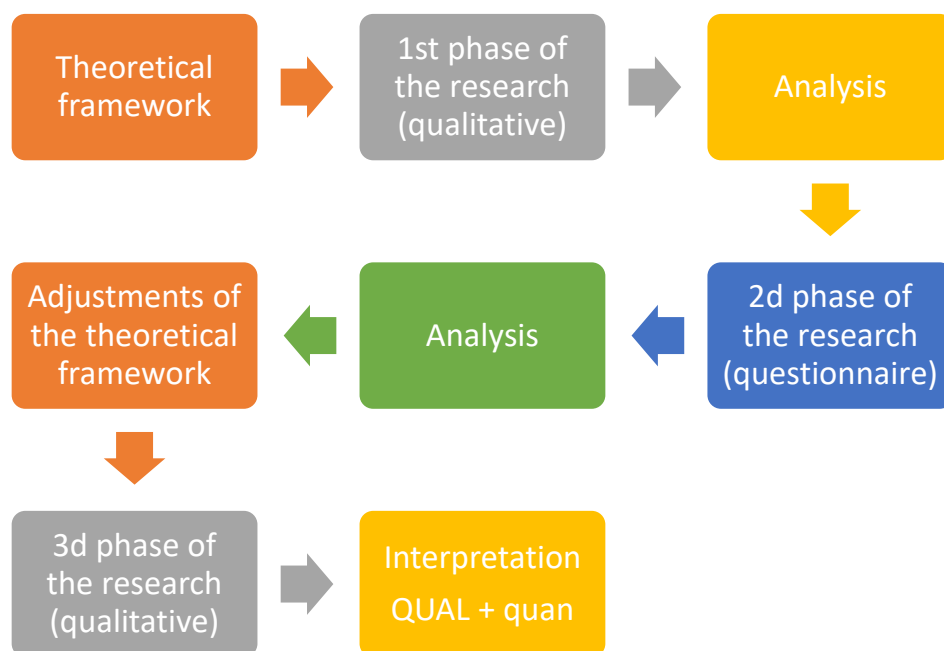 Theoretical
framework
1st phase of
the research
(qualitative)
Analysis
2d phase of
the research
(questionnaire)
Analysis
Adjustments of
the theoretical
framework
3d phase of
the research
(qualitative)
Interpretation
QUAL + quan